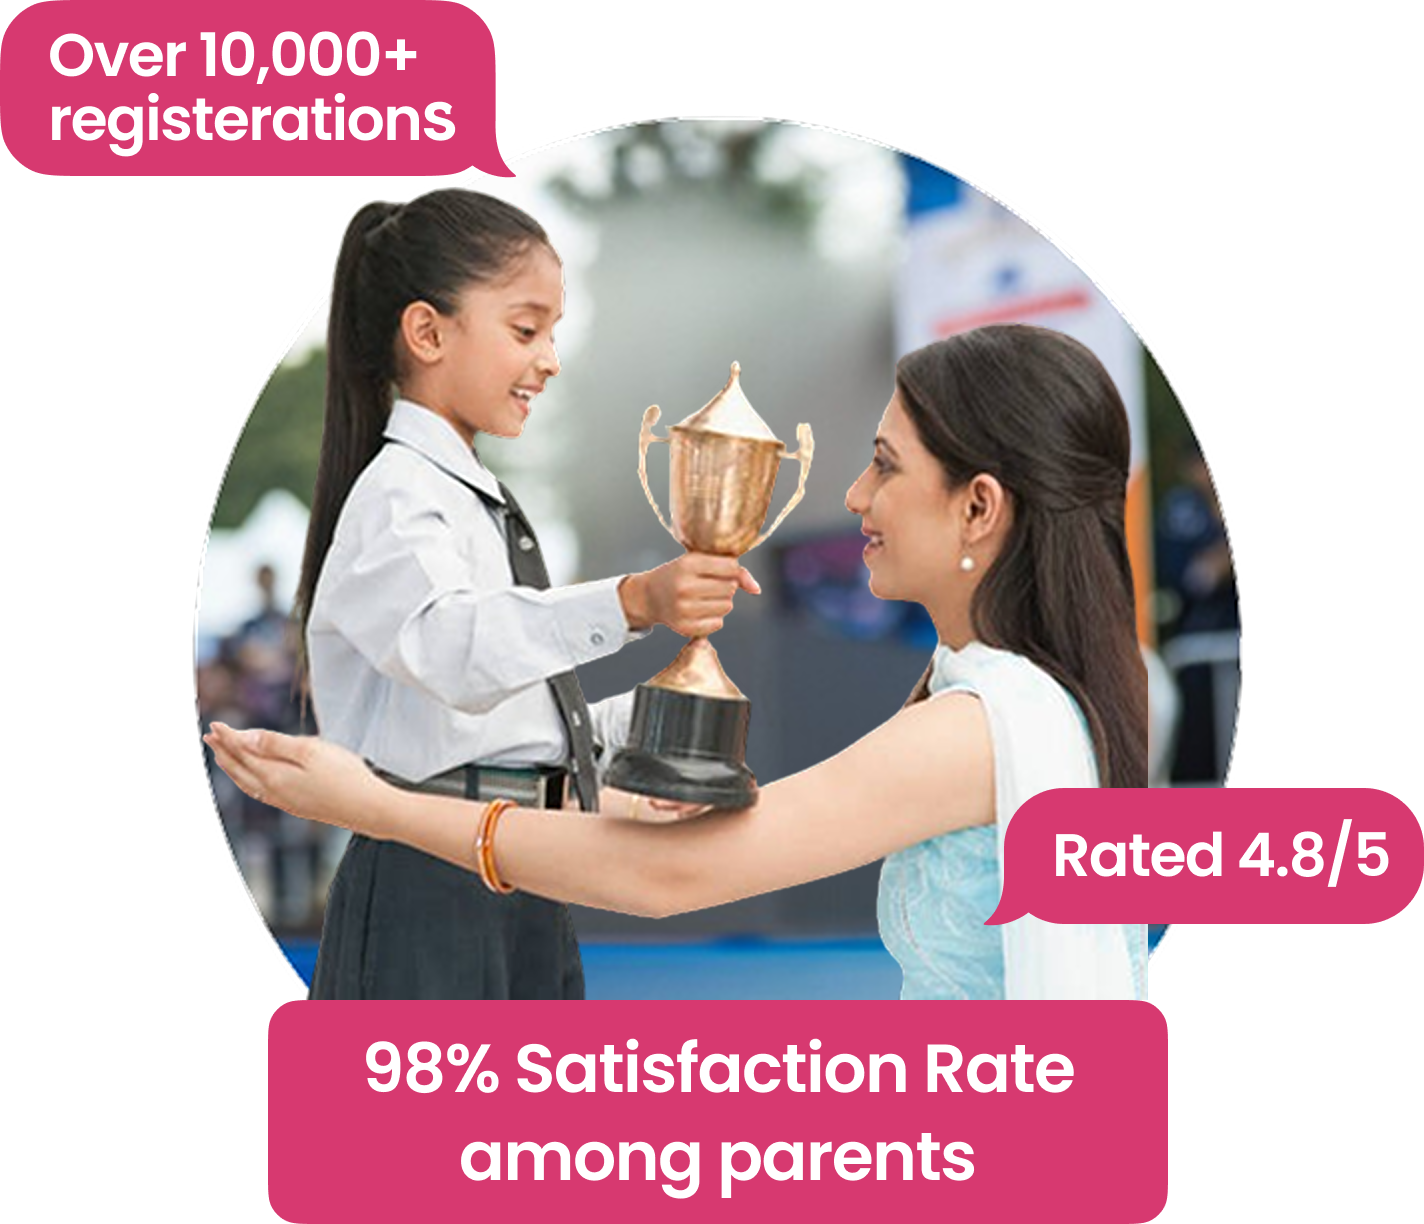 Over 10,000+
registerations
Rated 4.8/5
98% Satisfaction Rate
among parents